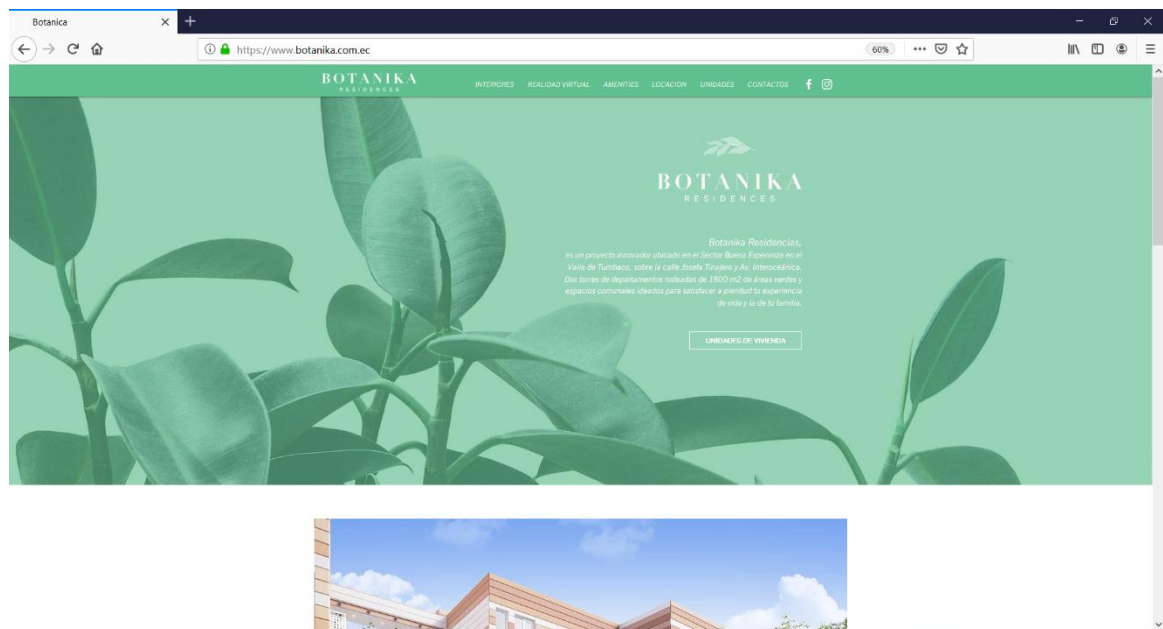 Botanica
https://www.botanika.com.ec
60%
BOTANIKA
RESIDENCES
INTERIORES REALIDAD VIRTUAL AMENITIES LOCACION UNIDADES CONTACTOS
BOTANIKA
RESIDENCES
Botanika Residencias,
es un proyecto innovador ubicado en el Sector Buena Esperanza en el
Valle de Tumbaco, sobre la calle Josefa Tinajero y Av. Interoceánica.
Dos torres de departamentos rodeadas de 1800 m2 de áreas verdes y
espacios comunales ideados para satisfacer a plenitud tu experiencia
de vida y la de tu familia.
UNIDADES DE VIVIENDA